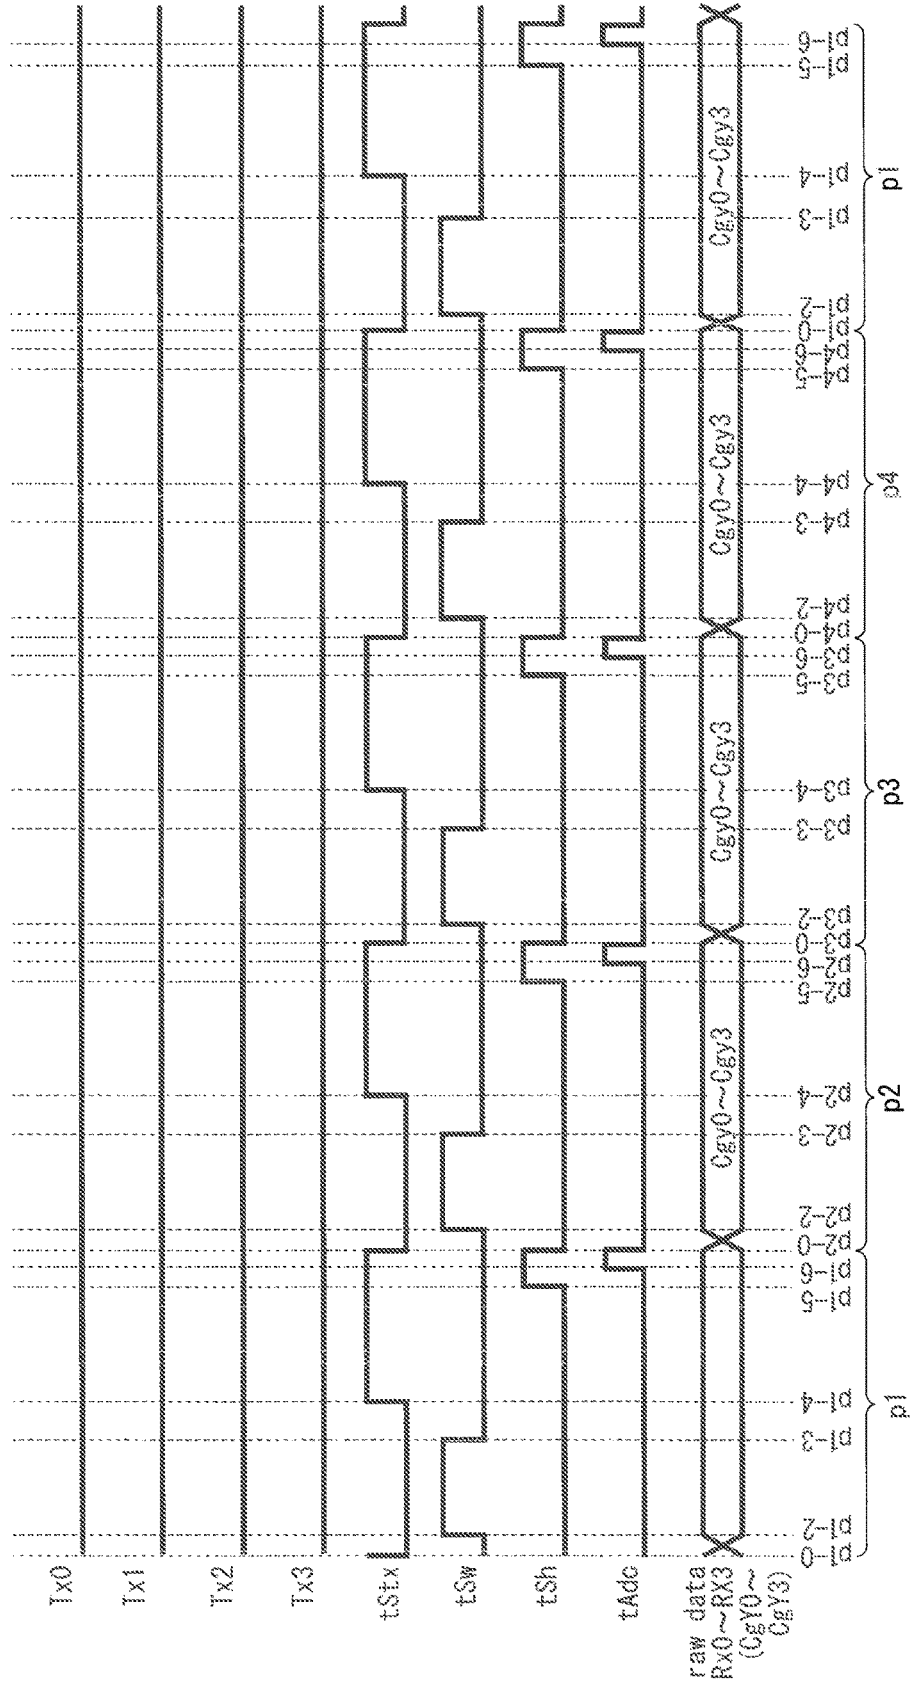 Tx0
Tx1
Tx2
Tx3
tStx
tSw
tSh
tAdc
raw data
Rx0～RX3
(CgY0～
CgY3)
Cgy0～Cgy3
Cgy0～Cgy3
Cgy0～Cgy3
Cgy0～Cgy3
p1-0
p1-2
p1-3
p1-4
p1-5
p1-6
p2-0
p2-2
p2-3
p2-4
p2-5
p2-6
p3-0
p3-2
p3-3
p3-4
p3-5
p3-6
p4-0
p4-2
p4-3
p4-4
p4-5
p4-6
p1-0
p1-2
p1-3
p1-4
p1-5
p1-6
p1
p2
p3
p4
p1